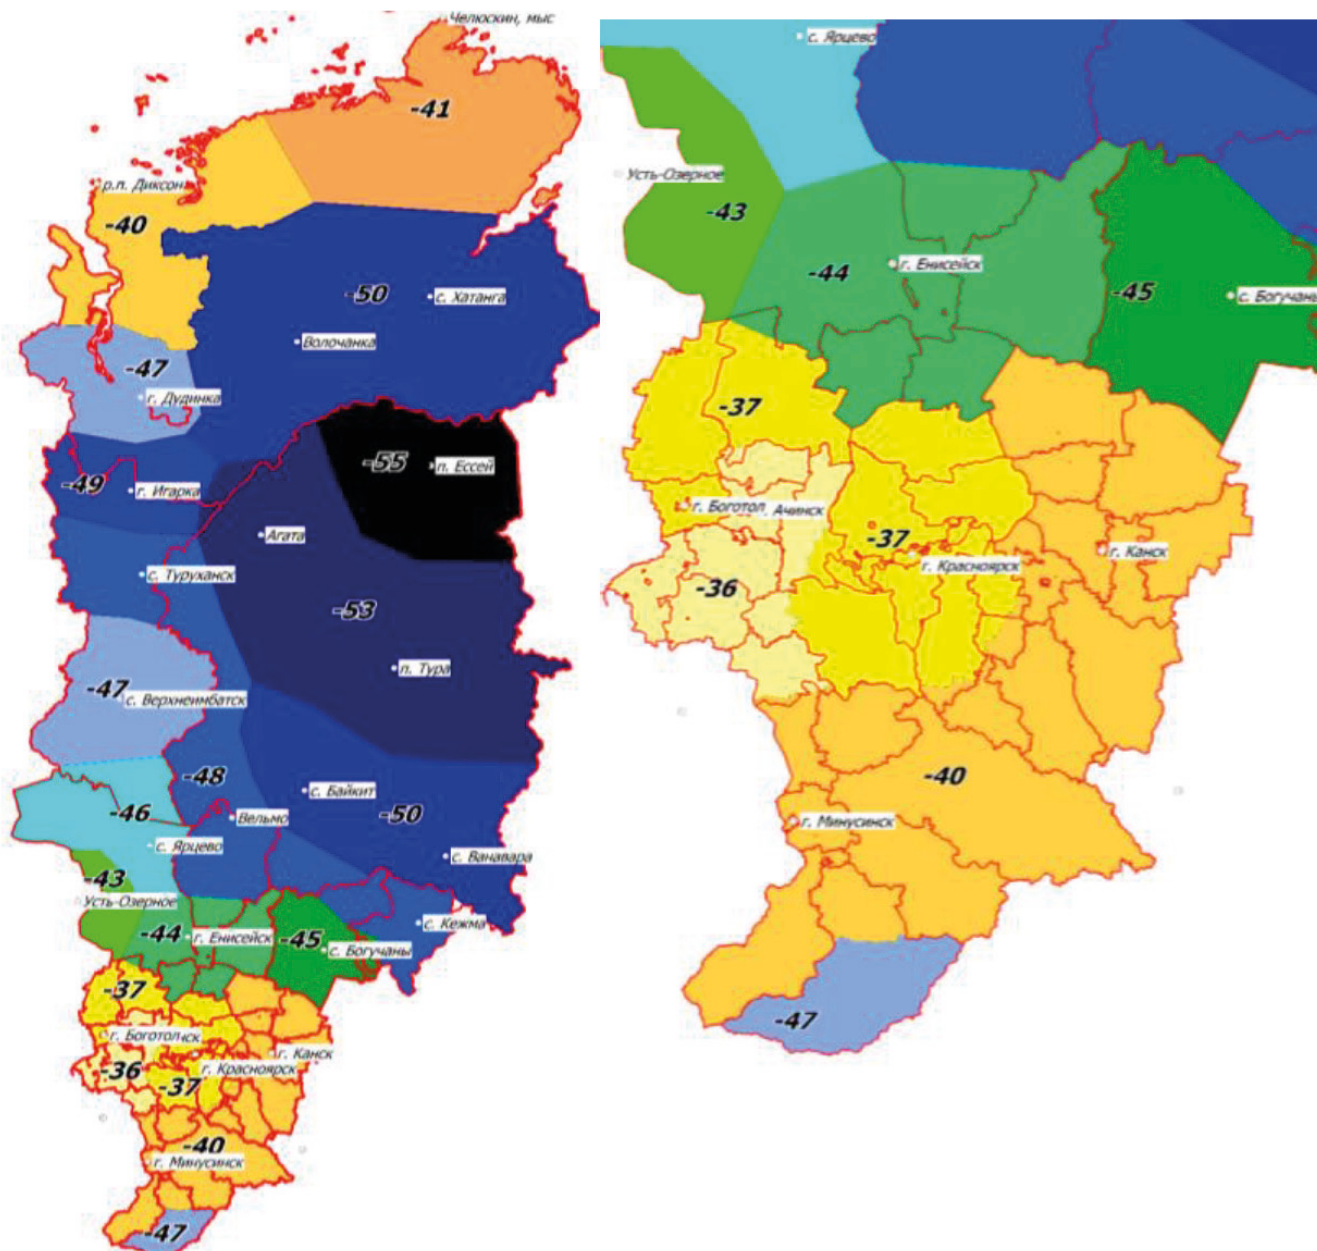 Челюскин, мыс
-41
р.п. Диксон
-40
-50
с. Хатанга
Волочанка
-47
г. Дудинка
-55
п. Ессей
-49
г. Игарка
Агата
с. Туруханск
-53
п. Тура
-47
с. Верхнеимбатск
-48
с. Байкит
-50
-46
Вельмо
с. Ярцево
с. Ванавара
-43
Усть-Озерное
с. Кежма
-44
г. Енисейск
-45
с. Богучаны
-37
г. Боготол
нск
г. Канск
-36
г. Красноярск
-37
-40
г. Минусинск
-47
с. Ярцево
Усть-Озерное
-43
-44
г. Енисейск
-45
с. Богучаны
-37
г. Боготол
. Ачинск
-37
г. Канск
г. Красноярск
-36
-40
г. Минусинск
-47